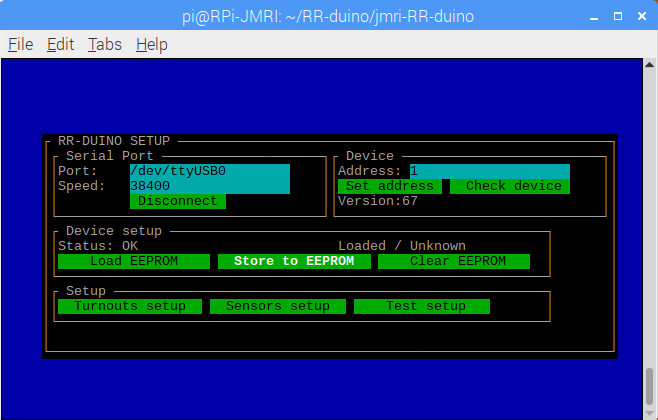 pi@RPi-JMRI: ~/RR-duino/jmri-RR-duino
File Edit Tabs Help
RR-DUINO SETUP
Serial Port
Port: /dev/ttyUSB0
Speed: 38400
Disconnect
Device
Address: 1
Set address Check device
Version:67
Device setup
Status: OK Loaded / Unknown
Load EEPROM Store to EEPROM Clear EEPROM
Setup
Turnouts setup Sensors setup Test setup